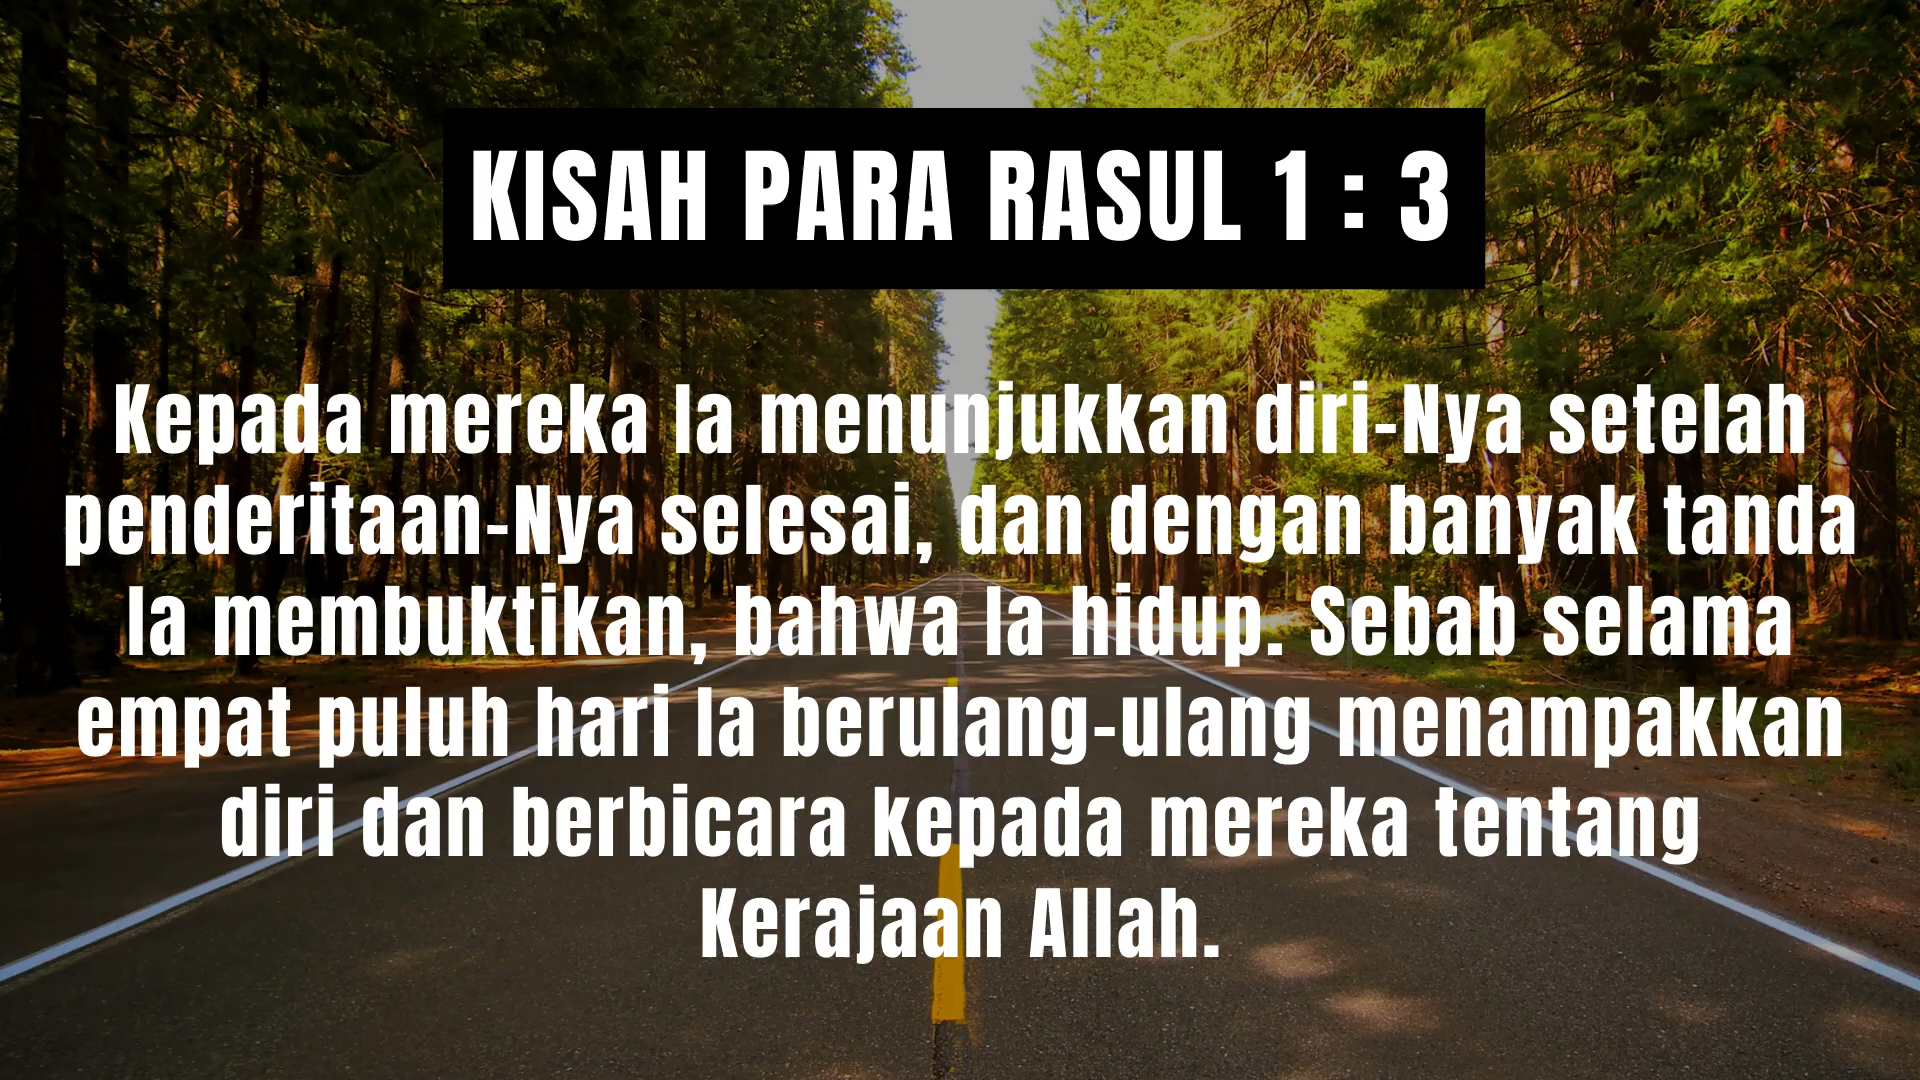 KISAH PARA RASUL 1 : 3
Kepada mereka Ia menunjukkan diri-Nya setelah
penderitaan-Nya selesai, dan dengan banyak tanda
Ia membuktikan, bahwa Ia hidup. Sebab selama
empat puluh hari Ia berulang-ulang menampakkan
diri dan berbicara kepada mereka tentang
Kerajaan Allah.